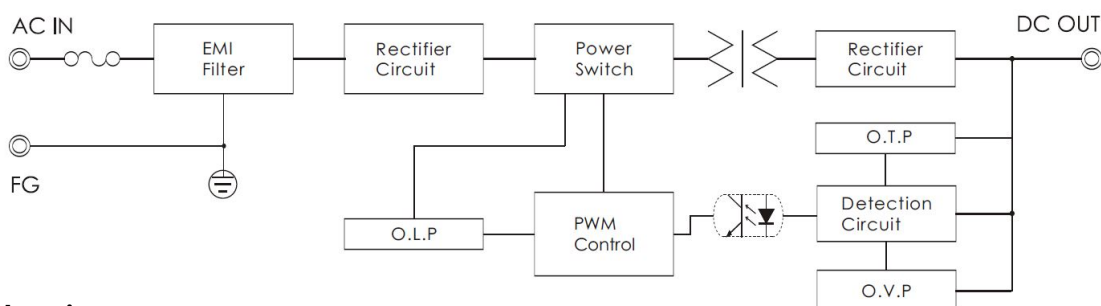 AC IN
DC OUT
EMI
Filter
Rectifier
Circuit
Power
Switch
Rectifier
Circuit
O.T.P
FG
Detection
Circuit
PWM
Control
O.L.P
O.V.P